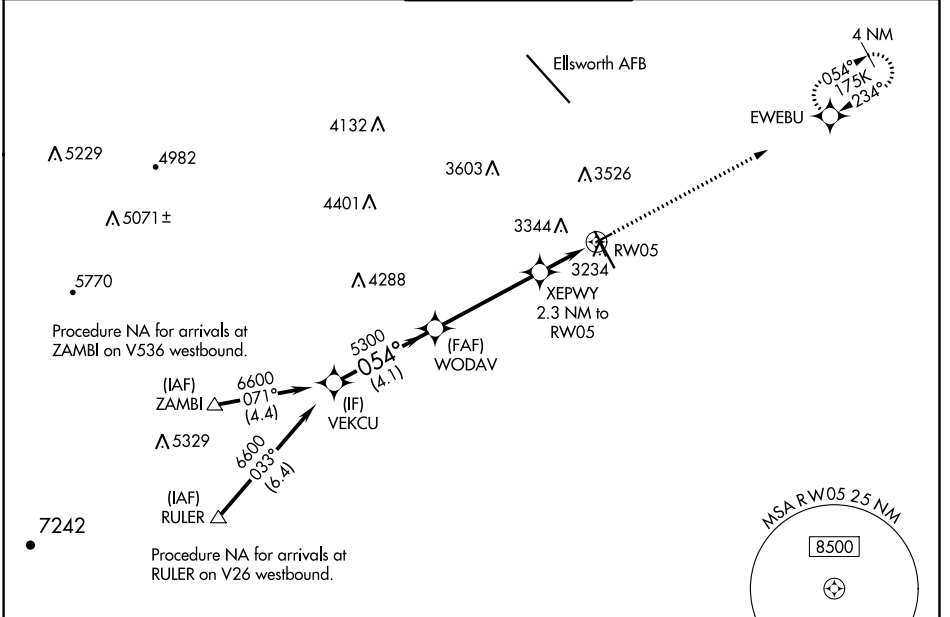 4 NM
Ellsworth AFB
054°
175K
234°
EWEBU
4132
5229
4982
3603
3526
4401
5071±
3344
RW05
3234
5770
4288
XEPWY
2.3 NM to
RW05
Procedure NA for arrivals at
ZAMBI on V536 westbound.
5300
054°
(4.1)
(FAF)
WODAV
(IAF)
ZAMBI
6600
071°
(4.4)
(IF)
VEKCU
5329
6600
033°
(6.4)
(IAF)
RULER
7242
Procedure NA for arrivals at
RULER on V26 westbound.
MSA RW05 25 NM
8500